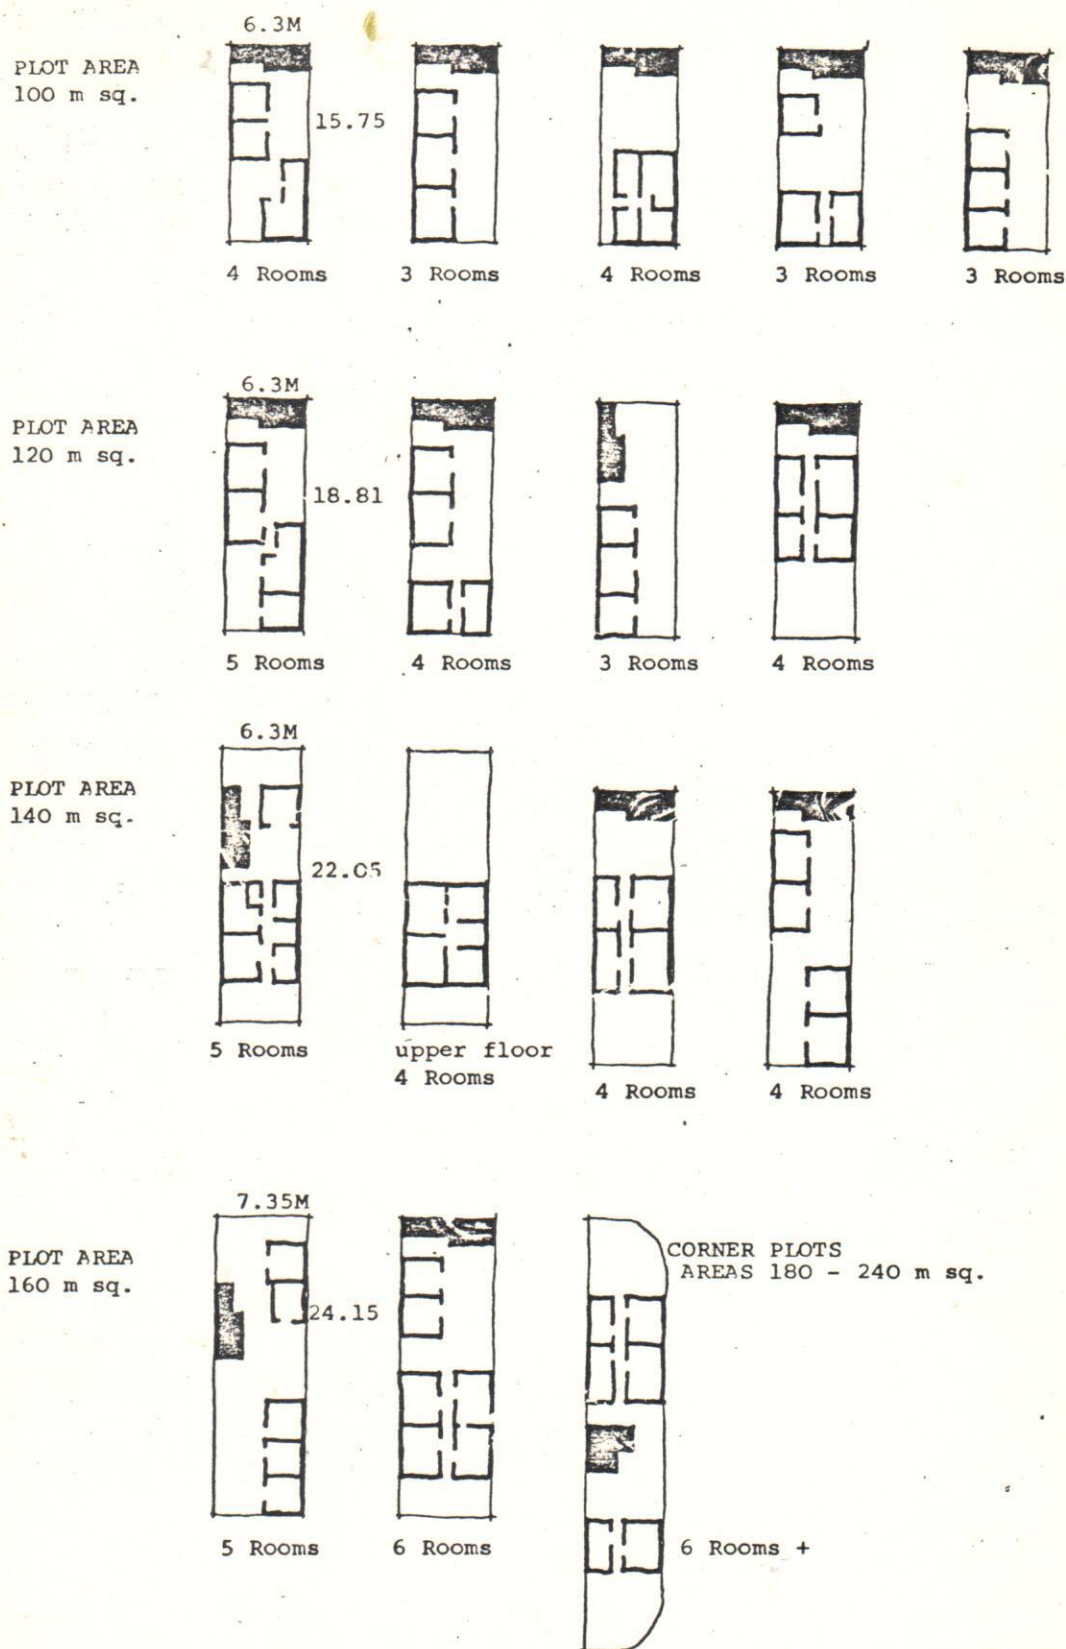 6.3M
PLOT AREA
100 m sq.
15.75
4 Rooms
3 Rooms
4 Rooms
3 Rooms
3 Rooms
6.3M
PLOT AREA
120 m sq.
18.81
5 Rooms
4 Rooms
3 Rooms
4 Rooms
6.3M
PLOT AREA
140 m sq.
22.05
5 Rooms
upper floor
4 Rooms
4 Rooms
4 Rooms
7.35M
PLOT AREA
160 m sq.
24.15
CORNER PLOTS
AREAS 180 - 240 m sq.
5 Rooms
6 Rooms
6 Rooms +